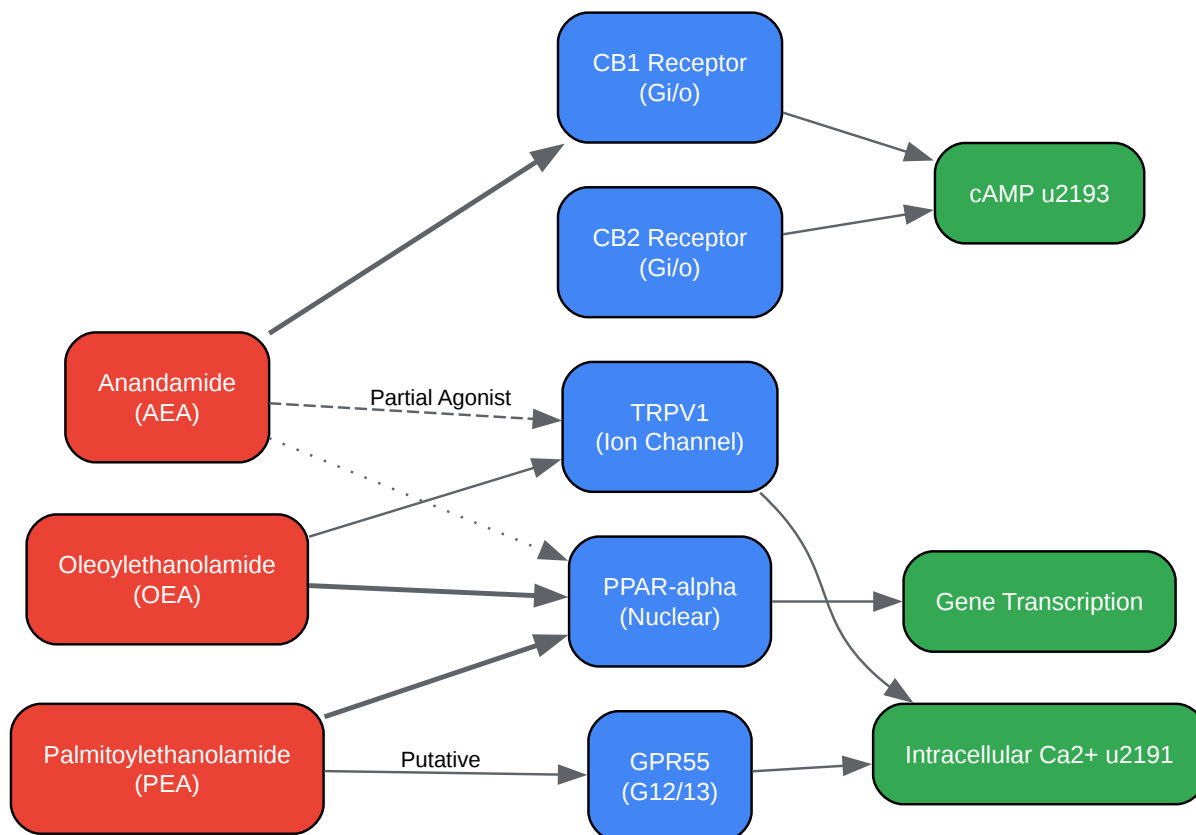 CB1 Receptor
(Gi/o)
cAMP u2193
CB2 Receptor
(Gi/o)
Anandamide
(AEA)
Partial Agonist
TRPV1
(Ion Channel)
Oleoylethanolamide
(OEA)
PPAR-alpha
(Nuclear)
Gene Transcription
Palmitoylethanolamide
(PEA)
Putative
GPR55
(G12/13)
Intracellular Ca2+ u2191